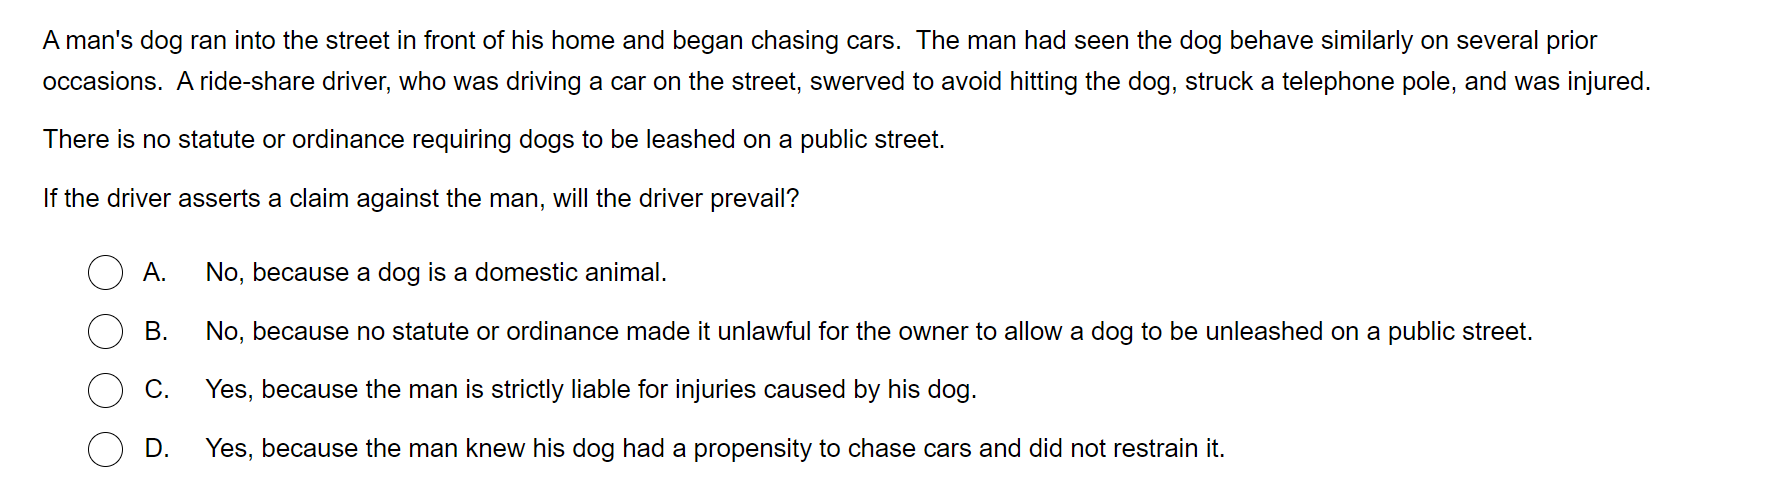 A man's dog ran into the street in front of his home and began chasing cars.  The man had seen the dog behave similarly on several prior
occasions.  A ride-share driver, who was driving a car on the street, swerved to avoid hitting the dog, struck a telephone pole, and was injured.
There is no statute or ordinance requiring dogs to be leashed on a public street.
If the driver asserts a claim against the man, will the driver prevail?
A. No, because a dog is a domestic animal.
B. No, because no statute or ordinance made it unlawful for the owner to allow a dog to be unleashed on a public street.
C. Yes, because the man is strictly liable for injuries caused by his dog.
D. Yes, because the man knew his dog had a propensity to chase cars and did not restrain it.